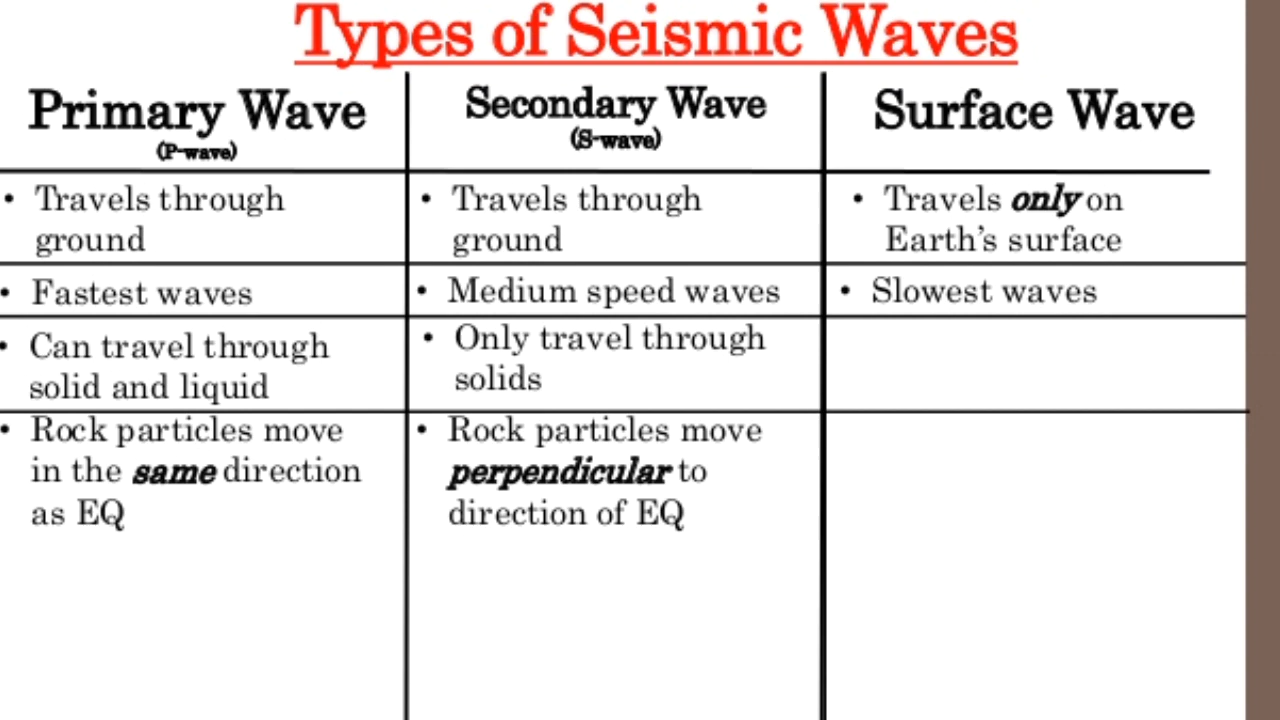 Types of Seismic Waves
Primary Wave
(P-wave)
Secondary Wave
(S-wave)
Surface Wave
• Travels through
ground
• Travels through
ground
• Travels only on
Earth's surface
• Fastest waves
• Medium speed waves
• Slowest waves
• Can travel through
solid and liquid
• Only travel through
solids
• Rock particles move
in the same direction
as EQ
• Rock particles move
perpendicular to
direction of EQ